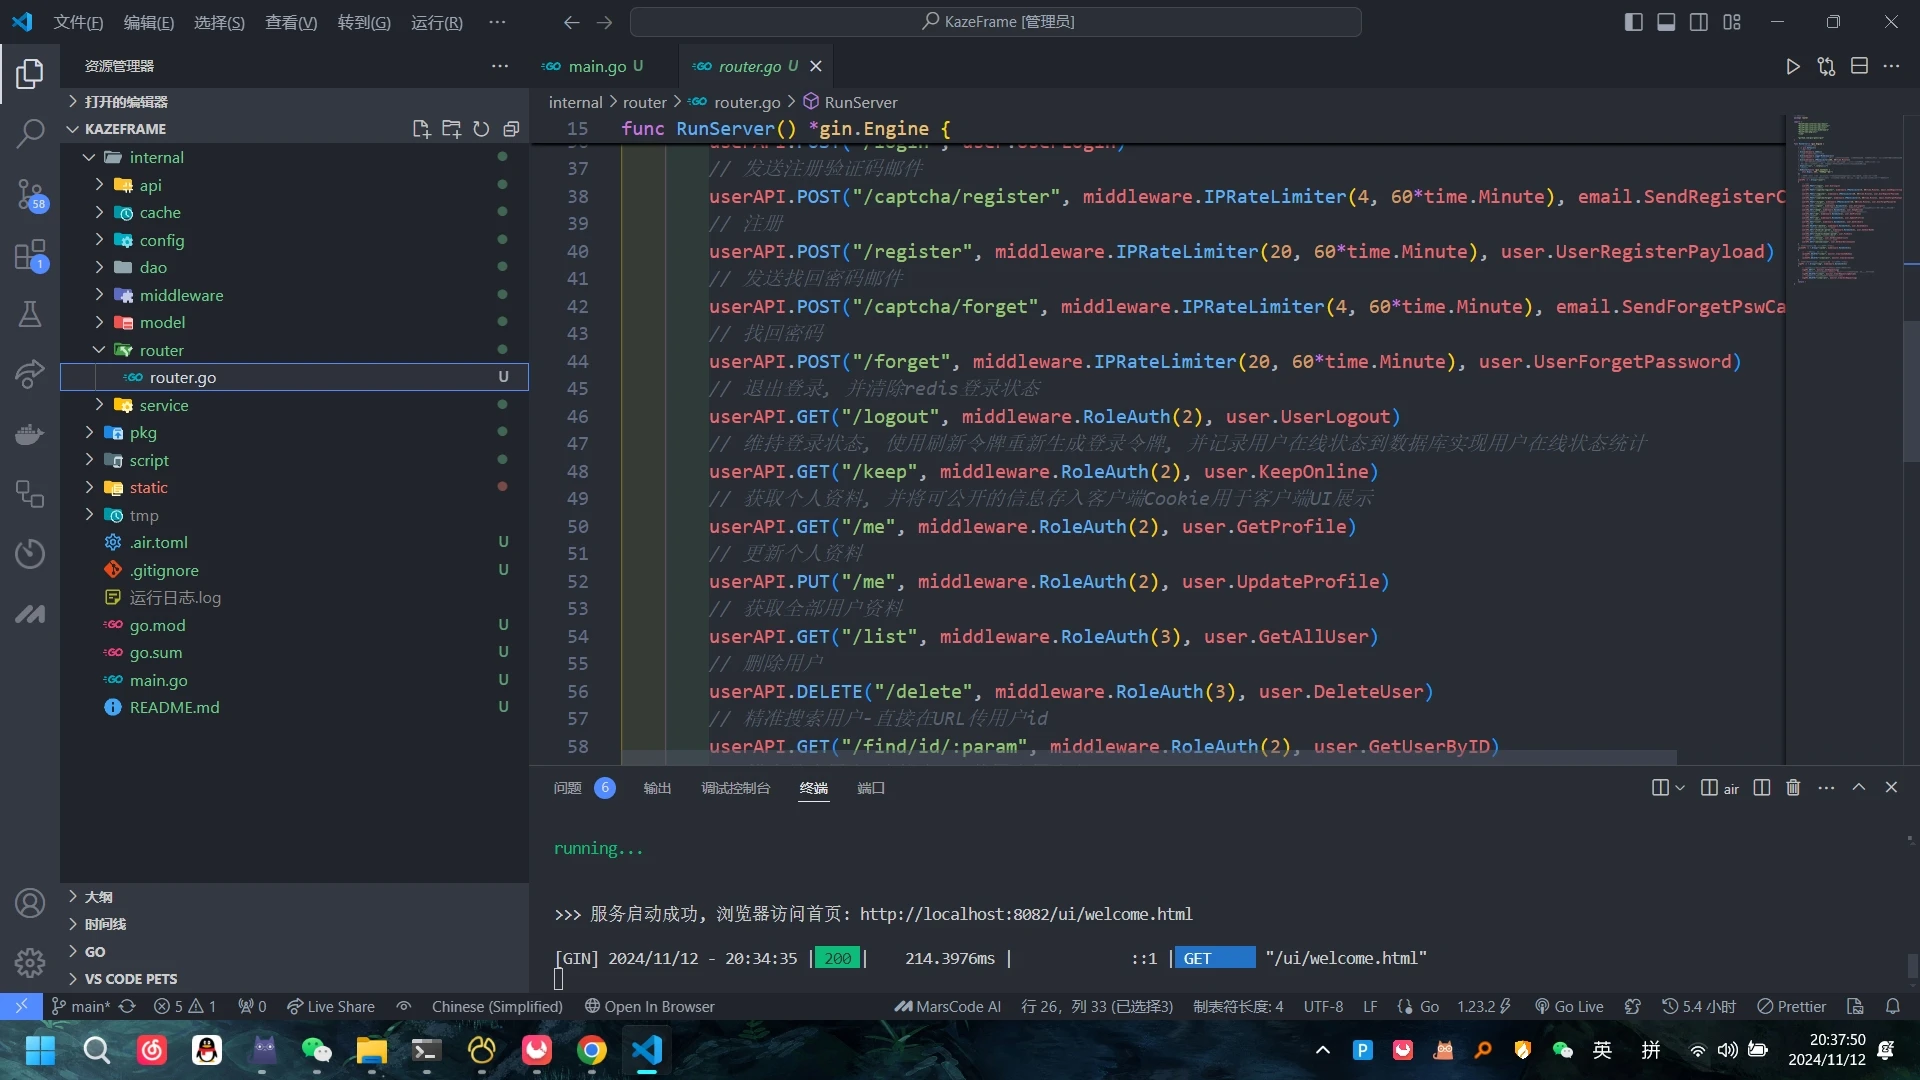 文件(F) 编辑(E) 选择(S) 查看(V) 转到(G) 运行(R) ···
KazeFrame [管理员]
资源管理器
打开的编辑器
KAZEFRAME
internal
api
cache
config
dao
middleware
model
router
router.go U
service
pkg
script
static
tmp
.air.toml U
.gitignore U
运行日志.log
go.mod U
go.sum U
main.go U
README.md U
大纲
时间线
GO
VS CODE PETS
58
1
main.go U
router.go U
internal > router > router.go > RunServer
15 func RunServer() *gin.Engine {
37 // 发送注册验证码邮件
38 userAPI.POST("/captcha/register", middleware.IPRateLimiter(4, 60*time.Minute), email.SendRegisterC
39 // 注册
40 userAPI.POST("/register", middleware.IPRateLimiter(20, 60*time.Minute), user.UserRegisterPayload)
41 // 发送找回密码邮件
42 userAPI.POST("/captcha/forget", middleware.IPRateLimiter(4, 60*time.Minute), email.SendForgetPswCa
43 // 找回密码
44 userAPI.POST("/forget", middleware.IPRateLimiter(20, 60*time.Minute), user.UserForgetPassword)
45 // 退出登录, 并清除redis登录状态
46 userAPI.GET("/logout", middleware.RoleAuth(2), user.UserLogout)
47 // 维持登录状态, 使用刷新令牌重新生成登录令牌, 并记录用户在线状态到数据库实现用户在线状态统计
48 userAPI.GET("/keep", middleware.RoleAuth(2), user.KeepOnline)
49 // 获取个人资料, 并将可公开的信息存入客户端Cookie用于客户端UI展示
50 userAPI.GET("/me", middleware.RoleAuth(2), user.GetProfile)
51 // 更新个人资料
52 userAPI.PUT("/me", middleware.RoleAuth(2), user.UpdateProfile)
53 // 获取全部用户资料
54 userAPI.GET("/list", middleware.RoleAuth(3), user.GetAllUser)
55 // 删除用户
56 userAPI.DELETE("/delete", middleware.RoleAuth(3), user.DeleteUser)
57 // 精准搜索用户-直接在URL传用户id
58 userAPI.GET("/find/id/:param", middleware.RoleAuth(2), user.GetUserByID)
问题 6 输出 调试控制台 终端 端口
air
running...
>>> 服务启动成功, 浏览器访问首页: http://localhost:8082/ui/welcome.html
[GIN] 2024/11/12 - 20:34:35 | 200 | 214.3976ms | ::1 | GET "/ui/welcome.html"
main* 5 1 0 Live Share Chinese (Simplified) Open In Browser MarsCode AI 行 26, 列 33 (已选择3) 制表符长度: 4 UTF-8 LF Go 1.23.2 Go Live 5.4 小时 Prettier
英 拼
20:37:50
2024/11/12